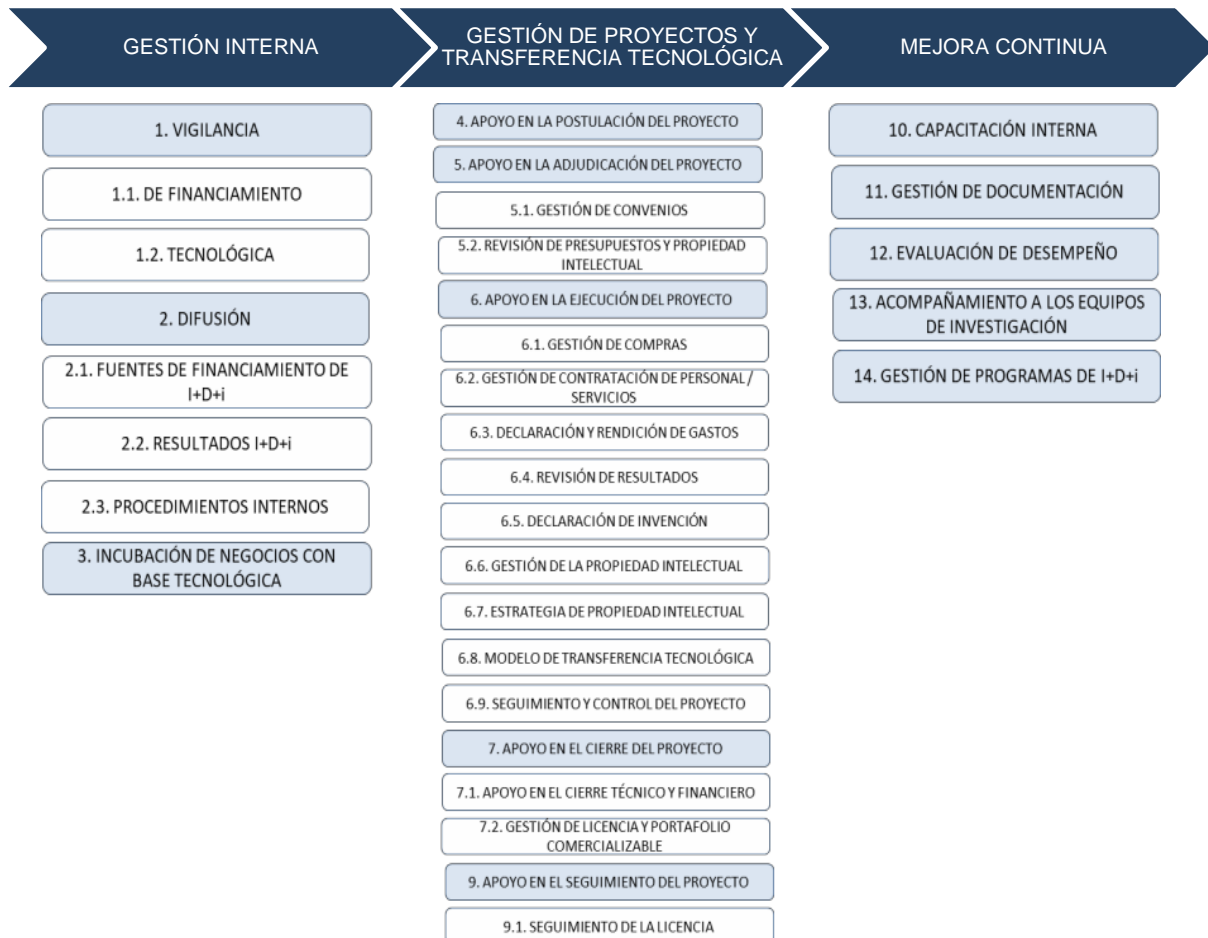 GESTIÓN INTERNA
GESTIÓN DE PROYECTOS Y
TRANSFERENCIA TECNOLÓGICA
MEJORA CONTINUA
1. VIGILANCIA
1.1. DE FINANCIAMIENTO
1.2. TECNOLÓGICA
2. DIFUSIÓN
2.1. FUENTES DE FINANCIAMIENTO DE
I+D+i
2.2. RESULTADOS I+D+i
2.3. PROCEDIMIENTOS INTERNOS
3. INCUBACIÓN DE NEGOCIOS CON
BASE TECNOLÓGICA
4. APOYO EN LA POSTULACIÓN DEL PROYECTO
5. APOYO EN LA ADJUDICACIÓN DEL PROYECTO
5.1. GESTIÓN DE CONVENIOS
5.2. REVISIÓN DE PRESUPUESTOS Y PROPIEDAD
INTELECTUAL
6. APOYO EN LA EJECUCIÓN DEL PROYECTO
6.1. GESTIÓN DE COMPRAS
6.2. GESTIÓN DE CONTRATACIÓN DE PERSONAL /
SERVICIOS
6.3. DECLARACIÓN Y RENDICIÓN DE GASTOS
6.4. REVISIÓN DE RESULTADOS
6.5. DECLARACIÓN DE INVENCIÓN
6.6. GESTIÓN DE LA PROPIEDAD INTELECTUAL
6.7. ESTRATEGIA DE PROPIEDAD INTELECTUAL
6.8. MODELO DE TRANSFERENCIA TECNOLÓGICA
6.9. SEGUIMIENTO Y CONTROL DEL PROYECTO
7. APOYO EN EL CIERRE DEL PROYECTO
7.1. APOYO EN EL CIERRE TÉCNICO Y FINANCIERO
7.2. GESTIÓN DE LICENCIA Y PORTAFOLIO
COMERCIALIZABLE
9. APOYO EN EL SEGUIMIENTO DEL PROYECTO
9.1. SEGUIMIENTO DE LA LICENCIA
10. CAPACITACIÓN INTERNA
11. GESTIÓN DE DOCUMENTACIÓN
12. EVALUACIÓN DE DESEMPEÑO
13. ACOMPAÑAMIENTO A LOS EQUIPOS
DE INVESTIGACIÓN
14. GESTIÓN DE PROGRAMAS DE I+D+i